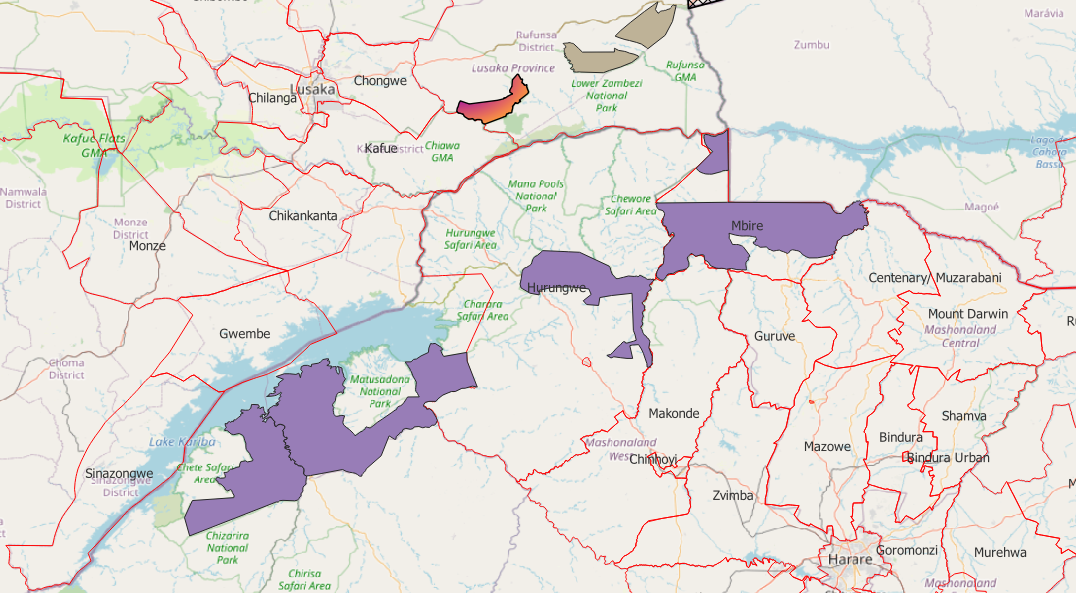 Chibombo
Marávia
Rufunsa
District
Zumbu
Lusaka Province
Rufunsa
GMA
Chongwe
Lusaka
Chilanga
Lower Zambezi
National
Park
Kafue Flats
GMA
Kafue
District
Chiawa
GMA
Lago
Cahora
Bassa
Namwala
District
Mana Pools
National
Park
Chewore
Safari Area
Magoé
Chikankanta
Monze
District
Monze
Hurungwe
Safari Area
Mbire
Centenary/ Muzarabani
Hurungwe
Charara
Safari Area
Mount Darwin
Mashonaland
Central
Gwembe
Guruve
Choma
District
Matusadona
National
Park
Makonde
Shamva
Lake Kariba
Mashonaland
West
Chinhoyi
Mazowe
Bindura
Bindura Urban
Sinazongwe
Sinazongwe
District
Chete Safari
Area
Zvimba
Chizarira
National
Park
Harare
Goromonzi
Murehwa
Chirisa
Safari Area
Mashonaland